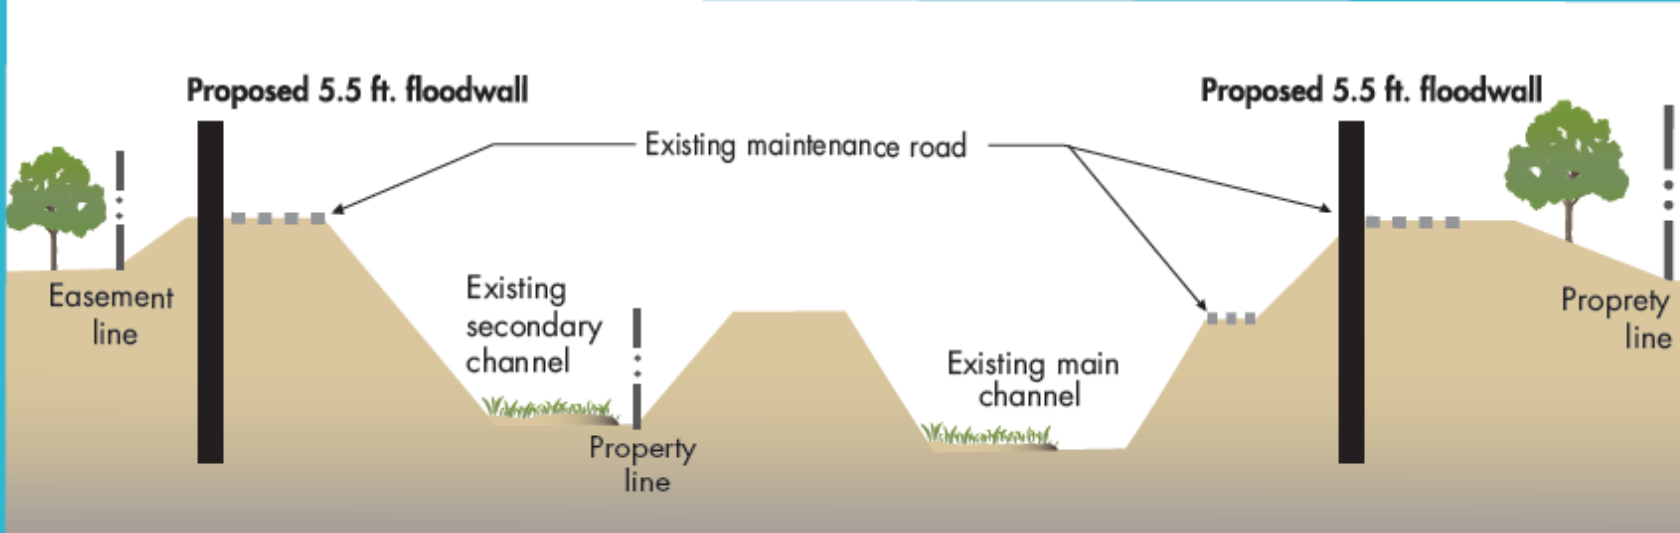 Proposed 5.5 ft. floodwall
Proposed 5.5 ft. floodwall
Existing maintenance road
Easement
line
Existing
secondary
channel
Property
line
Existing main
channel
Proprety
line